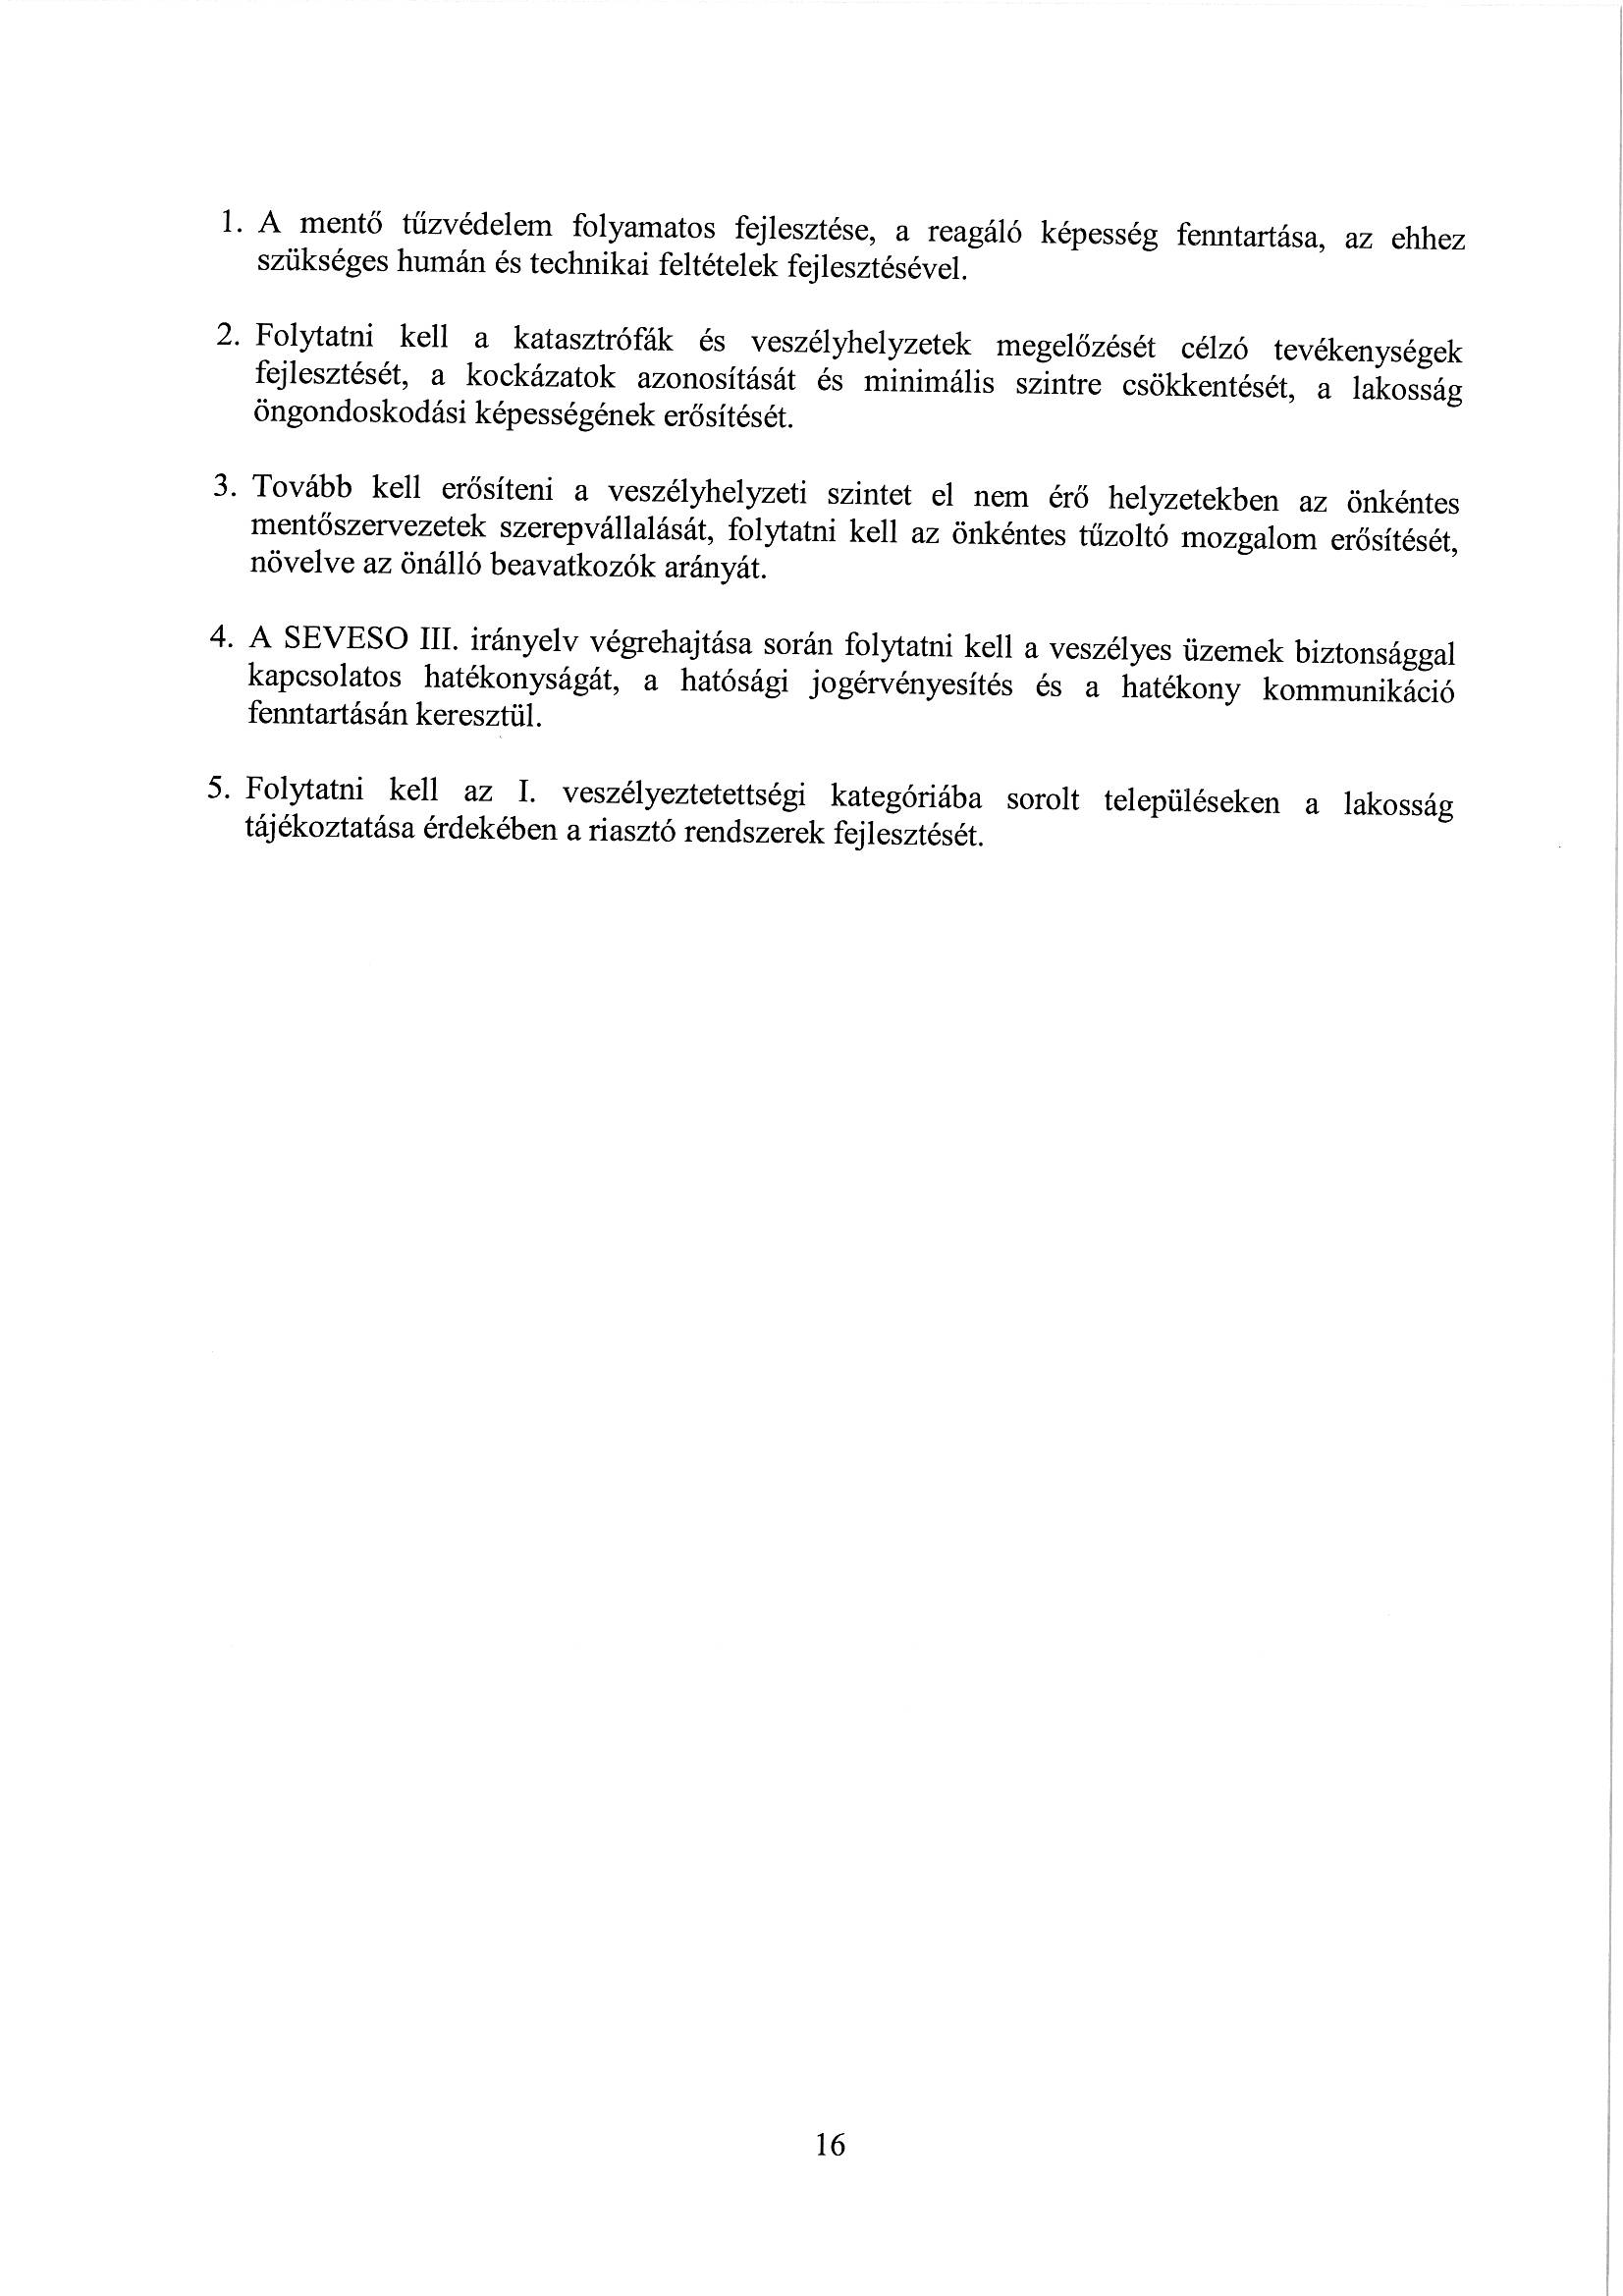 1. A mentő tűzvédelem folyamatos fejlesztése, a reagáló képesség fenntartása, az ehhez
szükséges humán és technikai feltételek fejlesztésével.
2. Folytatni kell a katasztrófák és veszélyhelyzetek megelőzését célzó tevékenységek
fejlesztését, a kockázatok azonosítását és minimális szintre csökkentését, a lakosság
öngondoskodási képességének erősítését.
3. Tovább kell erősíteni a veszélyhelyzeti szintet el nem érő helyzetekben az önkéntes
mentőszervezetek szerepvállalását, folytatni kell az önkéntes tűzoltó mozgalom erősítését,
növelve az önálló beavatkozók arányát.
4. A SEVESO III. irányelv végrehajtása során folytatni kell a veszélyes üzemek biztonsággal
kapcsolatos hatékonyságát, a hatósági jogérvényesítés és a hatékony kommunikáció
fenntartásán keresztül.
5. Folytatni kell az I. veszélyeztetettségi kategóriába sorolt településeken a lakosság
tájékoztatása érdekében a riasztó rendszerek fejlesztését.
16